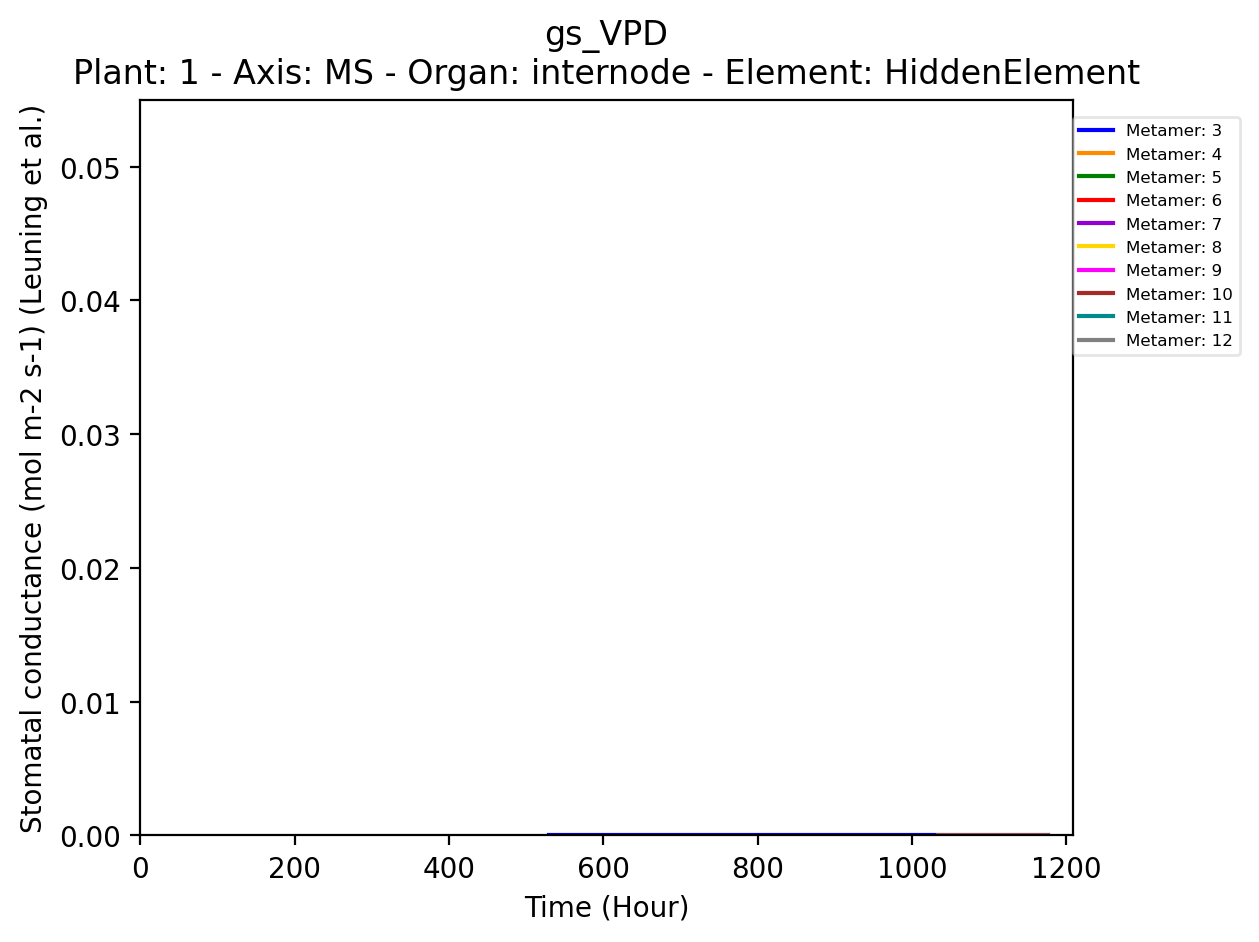 gs_VPD
Plant: 1 - Axis: MS - Organ: internode - Element: HiddenElement
Stomatal conductance (mol m-2 s-1) (Leuning et al.)
0.05
0.04
0.03
0.02
0.01
0.00
0 200 400 600 800 1000 1200
Time (Hour)
Metamer: 3
Metamer: 4
Metamer: 5
Metamer: 6
Metamer: 7
Metamer: 8
Metamer: 9
Metamer: 10
Metamer: 11
Metamer: 12